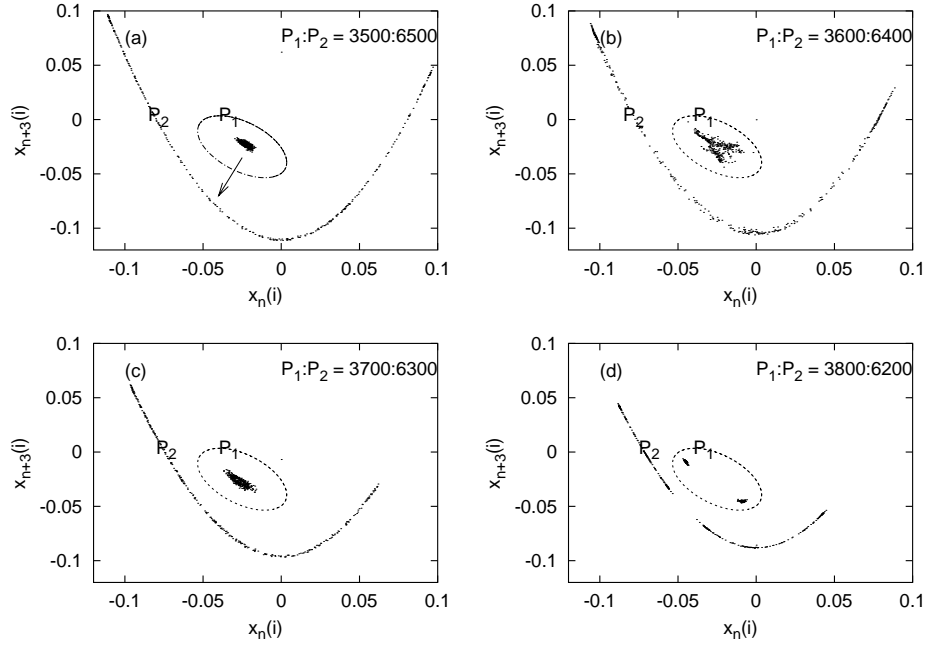 0.1
(a)
P1:P2 = 3500:6500
0.05
P2
P1
0
xn+3(i)
-0.05
-0.1
-0.1 -0.05 0 0.05 0.1
xn(i)
0.1
(b)
P1:P2 = 3600:6400
0.05
P2
P1
0
xn+3(i)
-0.05
-0.1
-0.1 -0.05 0 0.05 0.1
xn(i)
0.1
(c)
P1:P2 = 3700:6300
0.05
P2
P1
0
xn+3(i)
-0.05
-0.1
-0.1 -0.05 0 0.05 0.1
xn(i)
0.1
(d)
P1:P2 = 3800:6200
0.05
P2
P1
0
xn+3(i)
-0.05
-0.1
-0.1 -0.05 0 0.05 0.1
xn(i)